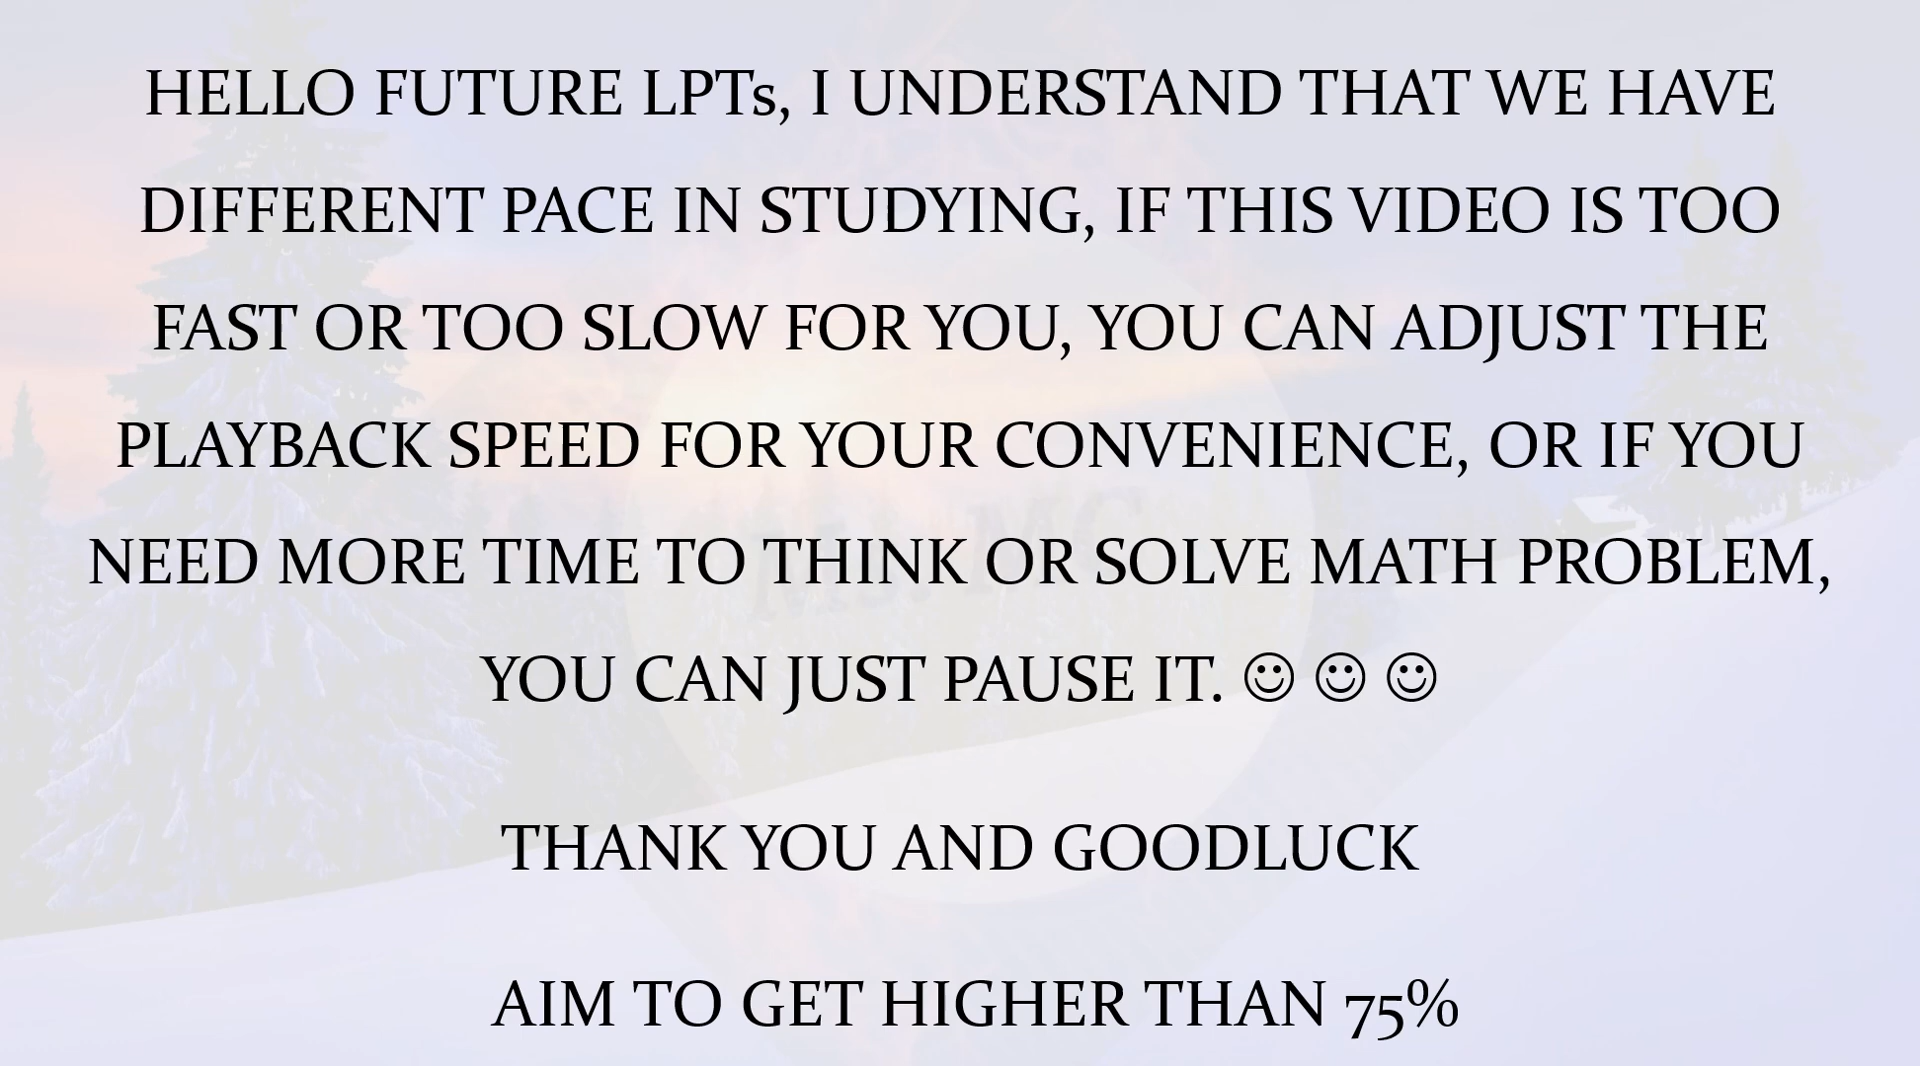 HELLO FUTURE LPTs, I UNDERSTAND THAT WE HAVE
DIFFERENT PACE IN STUDYING, IF THIS VIDEO IS TOO
FAST OR TOO SLOW FOR YOU, YOU CAN ADJUST THE
PLAYBACK SPEED FOR YOUR CONVENIENCE, OR IF YOU
NEED MORE TIME TO THINK OR SOLVE MATH PROBLEM,
YOU CAN JUST PAUSE IT. ☺ ☺ ☺
THANK YOU AND GOODLUCK
AIM TO GET HIGHER THAN 75%